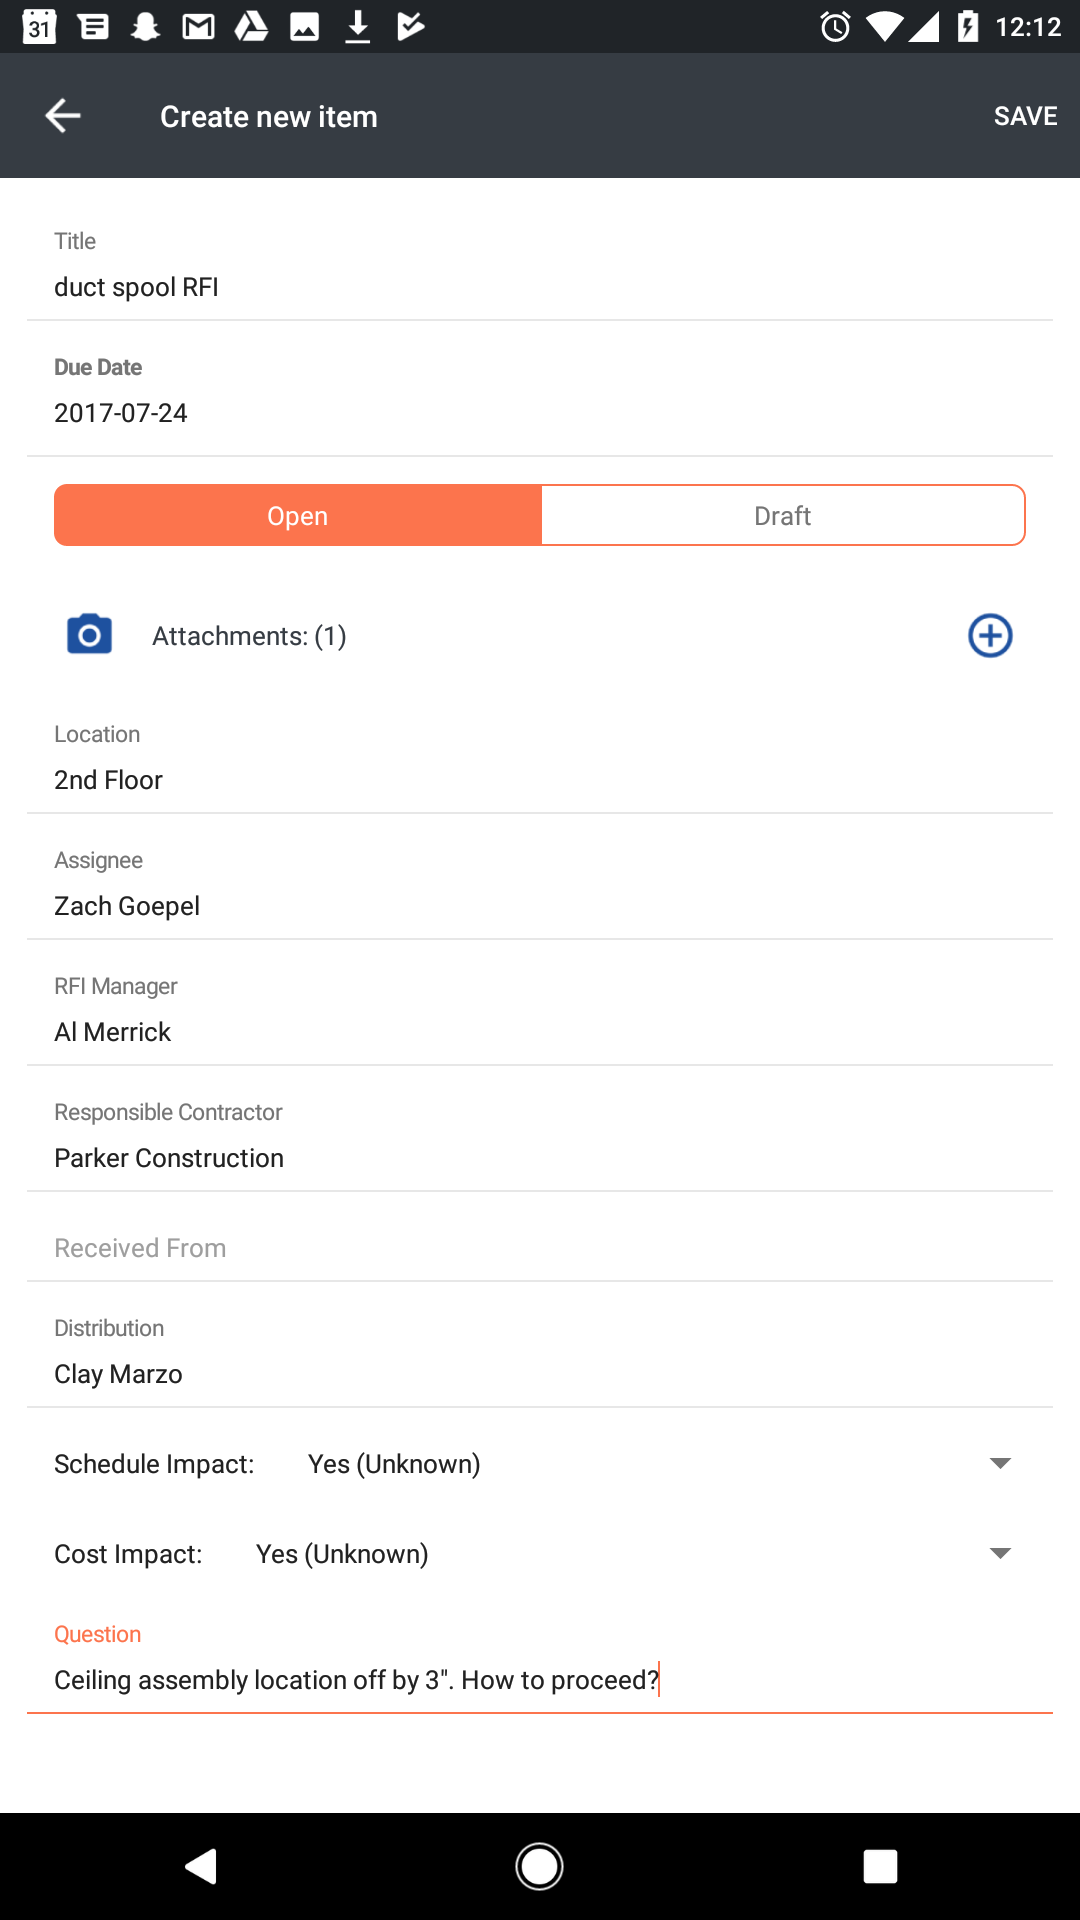 31
12:12
Create new item
SAVE
Title
duct spool RFI
Due Date
2017-07-24
Open
Draft
Attachments: (1)
Location
2nd Floor
Assignee
Zach Goepel
RFI Manager
Al Merrick
Responsible Contractor
Parker Construction
Received From
Distribution
Clay Marzo
Schedule Impact: Yes (Unknown)
Cost Impact: Yes (Unknown)
Question
Ceiling assembly location off by 3". How to proceed?